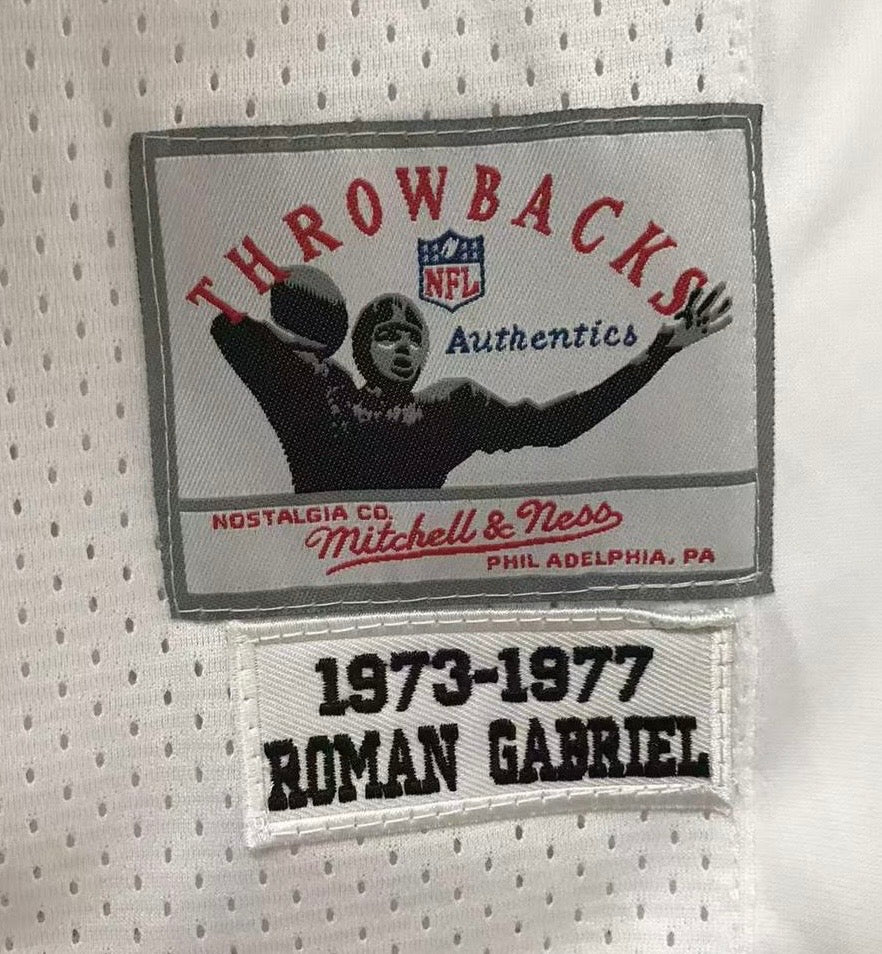 THROWBACKS
NFL
Authentics
NOSTALGIA CO.
Mitchell & Ness
PHILADELPHIA, PA
1973-1977
ROMAN GABRIEL